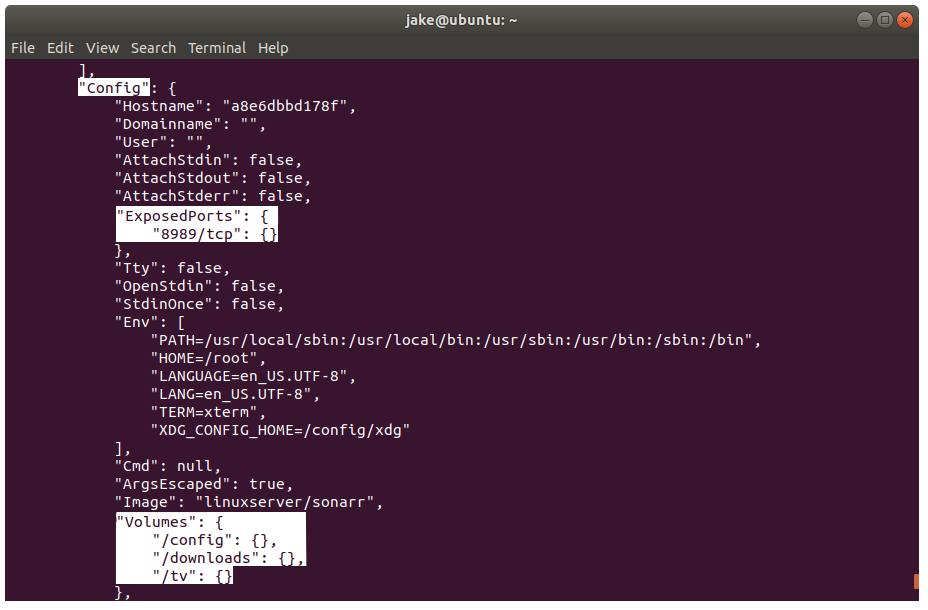 jake@ubuntu: ~
File Edit View Search Terminal Help
],
"Config": {
"Hostname": "a8e6dbbd178f",
"Domainname": "",
"User": "",
"AttachStdin": false,
"AttachStdout": false,
"AttachStderr": false,
"ExposedPorts": {
"8989/tcp": {}
},
"Tty": false,
"OpenStdin": false,
"StdinOnce": false,
"Env": [
"PATH=/usr/local/sbin:/usr/local/bin:/usr/sbin:/usr/bin:/sbin:/bin",
"HOME=/root",
"LANGUAGE=en_US.UTF-8",
"LANG=en_US.UTF-8",
"TERM=xterm",
"XDG_CONFIG_HOME=/config/xdg"
],
"Cmd": null,
"ArgsEscaped": true,
"Image": "linuxserver/sonarr",
"Volumes": {
"/config": {},
"/downloads": {},
"/tv": {}
},